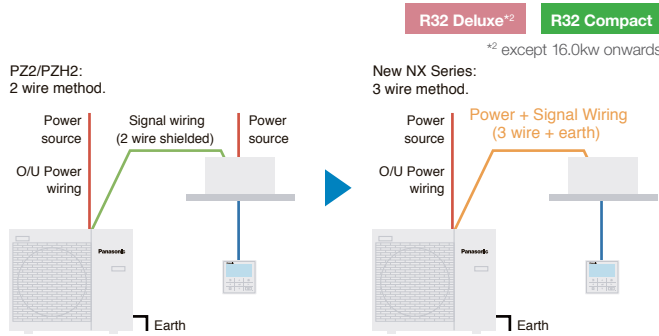 R32 Deluxe*2 R32 Compact
*2 except 16.0kw onwards
PZ2/PZH2:
2 wire method.
Power
source
Signal wiring
(2 wire shielded)
Power
source
O/U Power
wiring
Panasonic
Earth
New NX Series:
3 wire method.
Power
source
Power + Signal Wiring
(3 wire + earth)
O/U Power
wiring
Panasonic
Earth